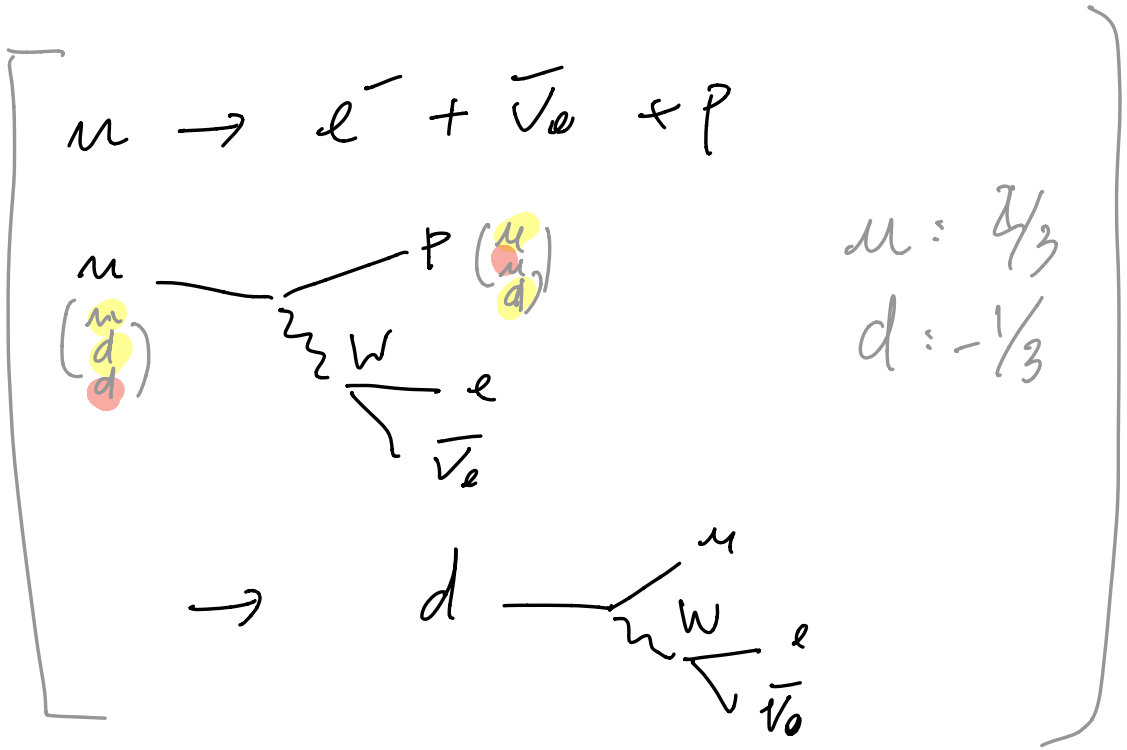 n → e⁻ + ν̄e + p
n p (u u d) u : 2/3
(u d d) W e d : -1/3
ν̄e
→ d u
W e
ν̄e